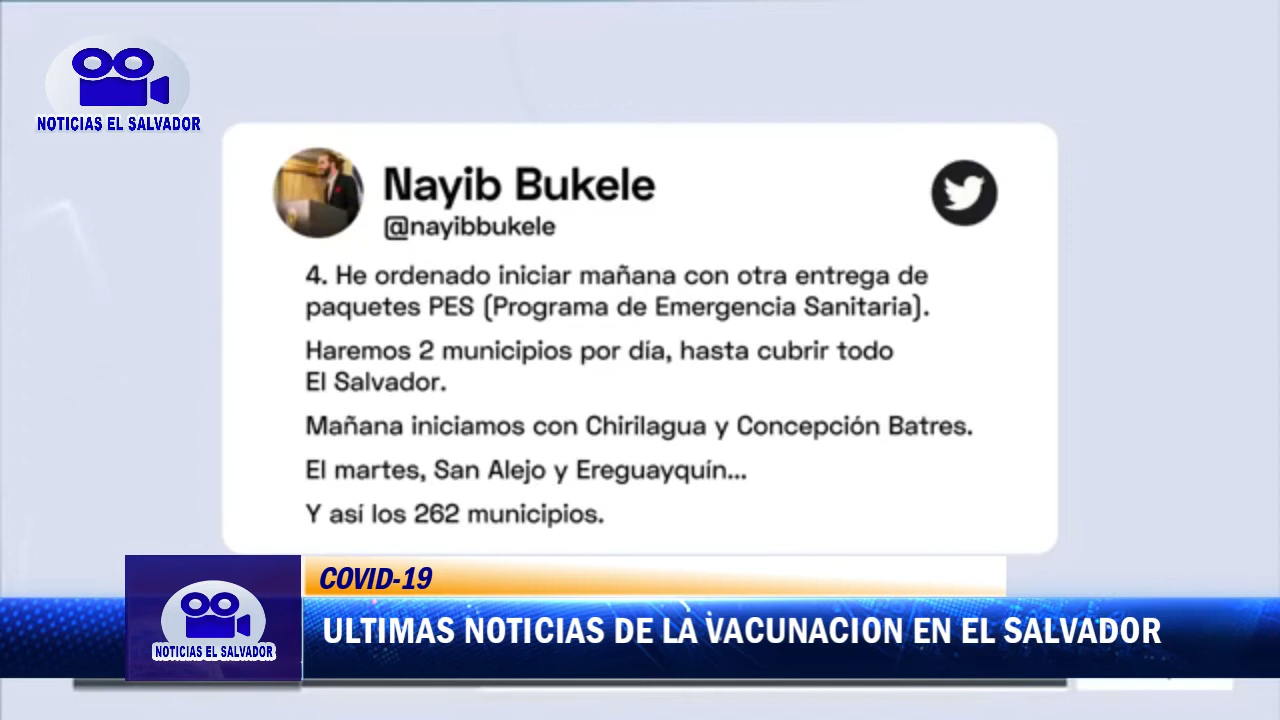 NOTICIAS EL SALVADOR
Nayib Bukele
@nayibbukele
4. He ordenado iniciar mañana con otra entrega de
paquetes PES (Programa de Emergencia Sanitaria).
Haremos 2 municipios por día, hasta cubrir todo
El Salvador.
Mañana iniciamos con Chirilagua y Concepción Batres.
El martes, San Alejo y Ereguayquín...
Y así los 262 municipios.
COVID-19
ULTIMAS NOTICIAS DE LA VACUNACION EN EL SALVADOR
NOTICIAS EL SALVADOR